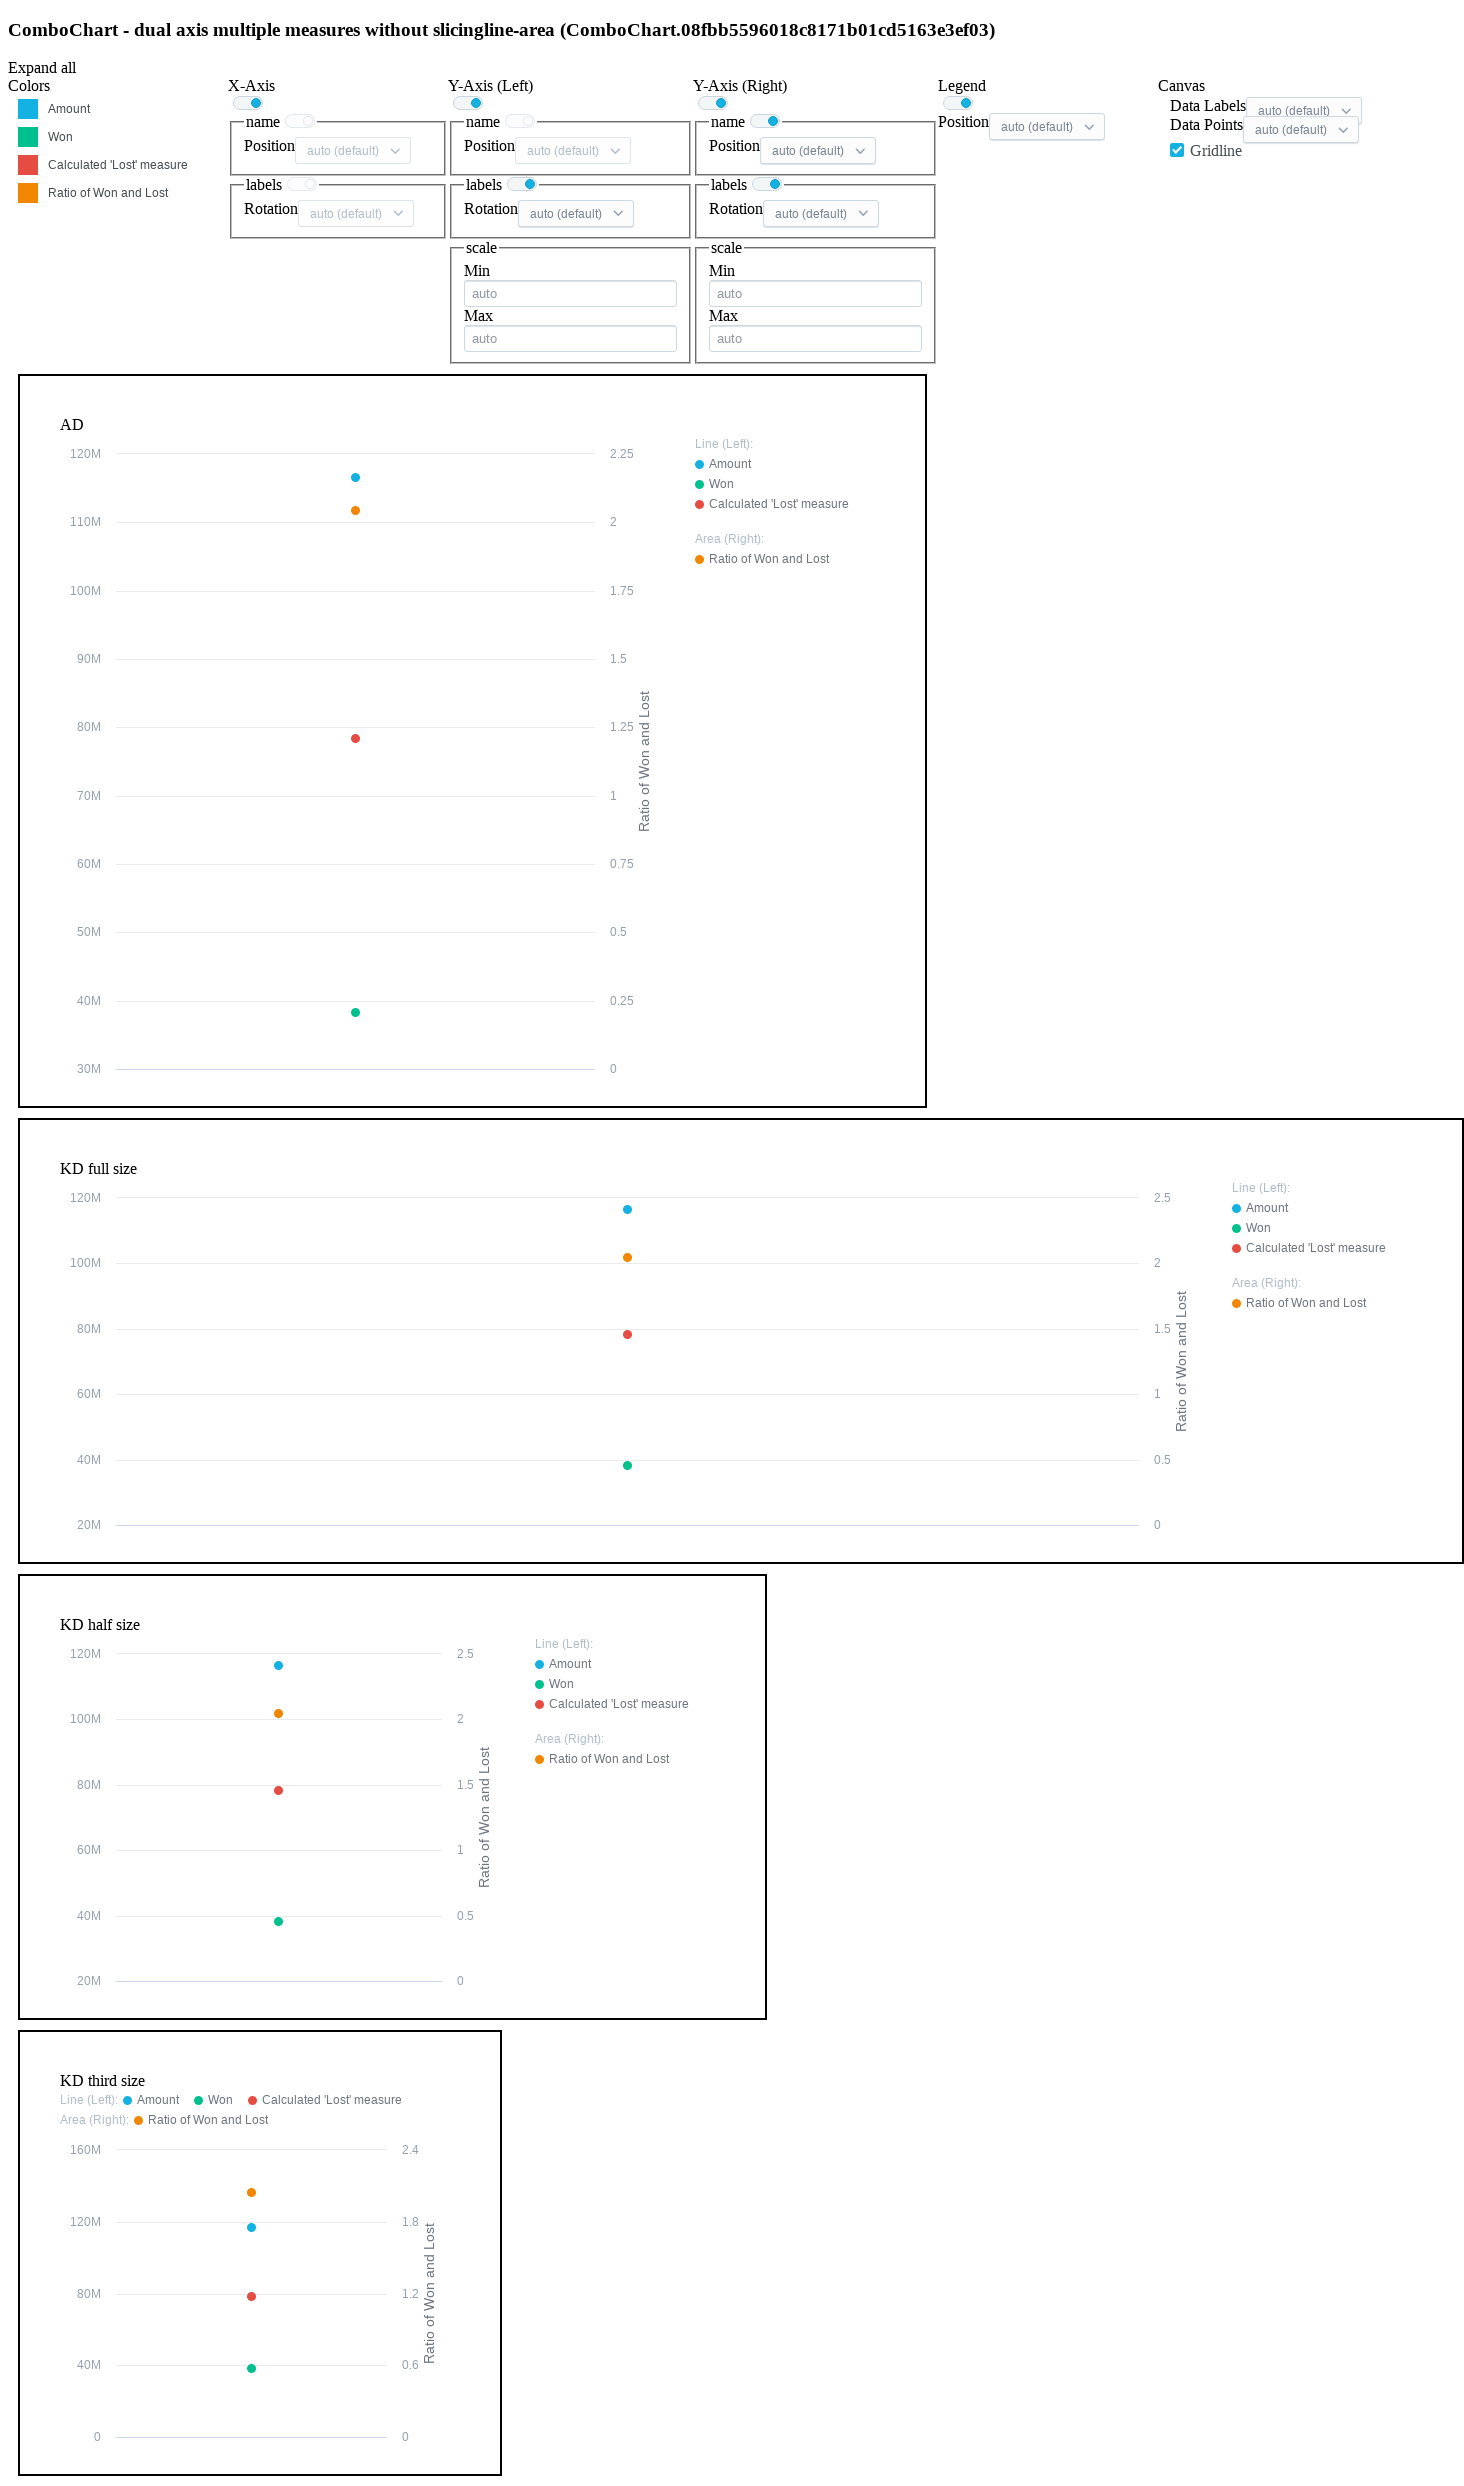 ComboChart - dual axis multiple measures without slicingline-area (ComboChart.08fbb5596018c8171b01cd5163e3ef03)
Expand all
Colors
Amount
Won
Calculated 'Lost' measure
Ratio of Won and Lost
X-Axis
name
Position auto (default)
labels
Rotation auto (default)
Y-Axis (Left)
name
Position auto (default)
labels
Rotation auto (default)
scale
Min
auto
Max
auto
Y-Axis (Right)
name
Position auto (default)
labels
Rotation auto (default)
scale
Min
auto
Max
auto
Legend
Position auto (default)
Canvas
Data Labels auto (default)
Data Points auto (default)
Gridline
AD
120M
110M
100M
90M
80M
70M
60M
50M
40M
30M
2.25
2
1.75
1.5
1.25
1
0.75
0.5
0.25
0
Ratio of Won and Lost
Line (Left):
Amount
Won
Calculated 'Lost' measure
Area (Right):
Ratio of Won and Lost
KD full size
120M
100M
80M
60M
40M
20M
2.5
2
1.5
1
0.5
0
Ratio of Won and Lost
Line (Left):
Amount
Won
Calculated 'Lost' measure
Area (Right):
Ratio of Won and Lost
KD half size
120M
100M
80M
60M
40M
20M
2.5
2
1.5
1
0.5
0
Ratio of Won and Lost
Line (Left):
Amount
Won
Calculated 'Lost' measure
Area (Right):
Ratio of Won and Lost
KD third size
Line (Left): Amount Won Calculated 'Lost' measure
Area (Right): Ratio of Won and Lost
160M
120M
80M
40M
0
2.4
1.8
1.2
0.6
0
Ratio of Won and Lost